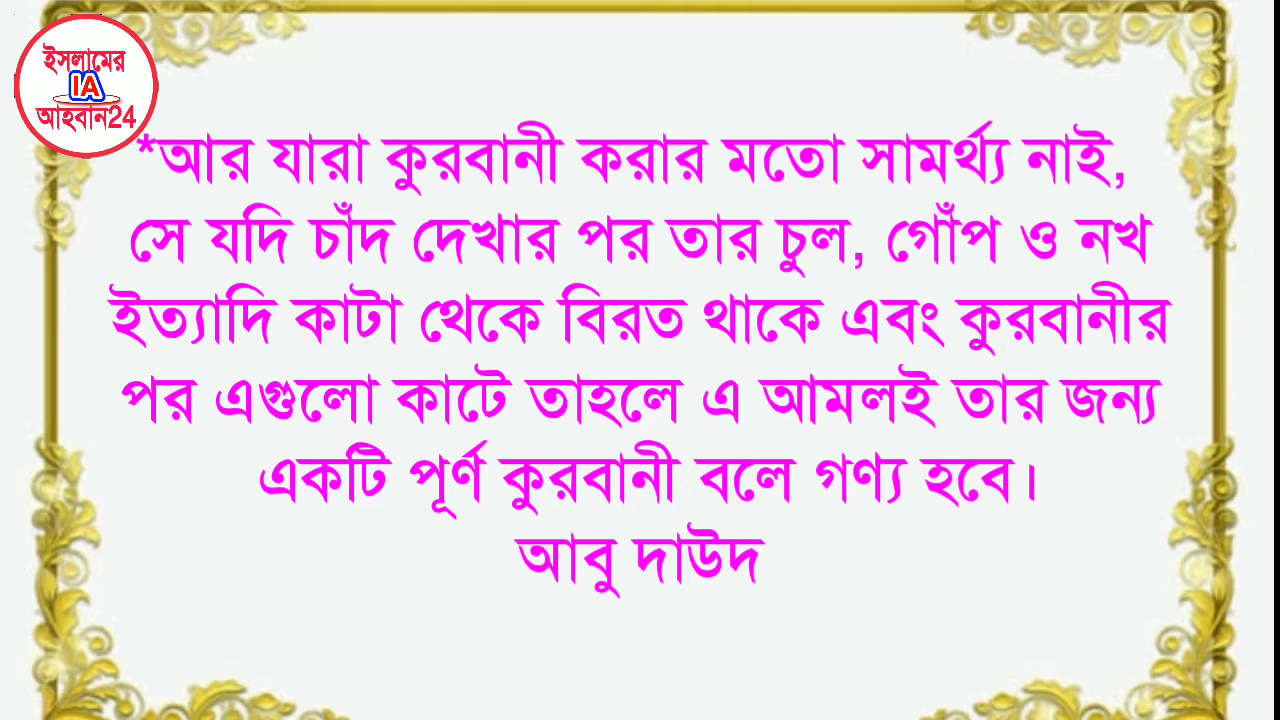 ইসলামের
IA
আহবান24
*আর যারা কুরবানী করার মতো সামর্থ্য নাই,
সে যদি চাঁদ দেখার পর তার চুল, গোঁপ ও নখ
ইত্যাদি কাটা থেকে বিরত থাকে এবং কুরবানীর
পর এগুলো কাটে তাহলে এ আমলই তার জন্য
একটি পূর্ণ কুরবানী বলে গণ্য হবে।
আবু দাউদ